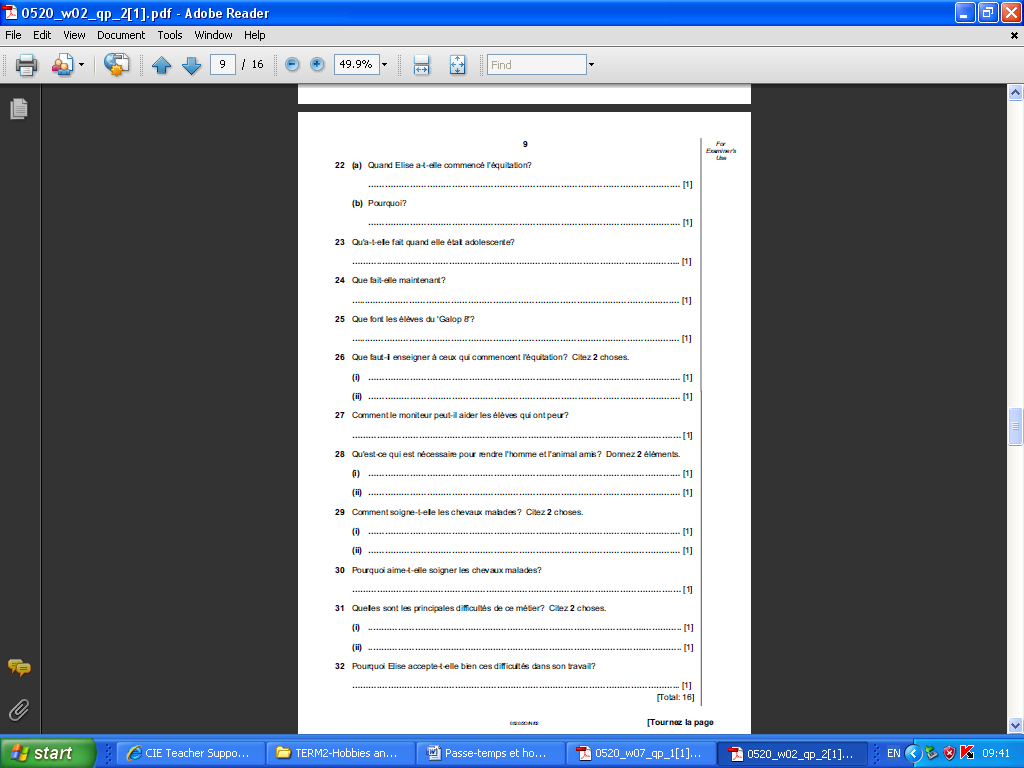 0520_w02_qp_2[1].pdf - Adobe Reader
File Edit View Document Tools Window Help
9 / 16 49.9% Find
9
For
Examiner's
Use
22 (a) Quand Elise a-t-elle commencé l'équitation?
[1]
(b) Pourquoi?
[1]
23 Qu'a-t-elle fait quand elle était adolescente?
[1]
24 Que fait-elle maintenant?
[1]
25 Que font les élèves du 'Galop 8'?
[1]
26 Que faut-il enseigner à ceux qui commencent l'équitation? Citez 2 choses.
(i) [1]
(ii) [1]
27 Comment le moniteur peut-il aider les élèves qui ont peur?
[1]
28 Qu'est-ce qui est nécessaire pour rendre l'homme et l'animal amis? Donnez 2 éléments.
(i) [1]
(ii) [1]
29 Comment soigne-t-elle les chevaux malades? Citez 2 choses.
(i) [1]
(ii) [1]
30 Pourquoi aime-t-elle soigner les chevaux malades?
[1]
31 Quelles sont les principales difficultés de ce métier? Citez 2 choses.
(i) [1]
(ii) [1]
32 Pourquoi Elise accepte-t-elle bien ces difficultés dans son travail?
[1]
[Total: 16]
[Tournez la page
start CIE Teacher Suppo... TERM2-Hobbies an... Passe-temps et ho... 0520_w07_qp_1[1]... 0520_w02_qp_2[1]... EN 09:41